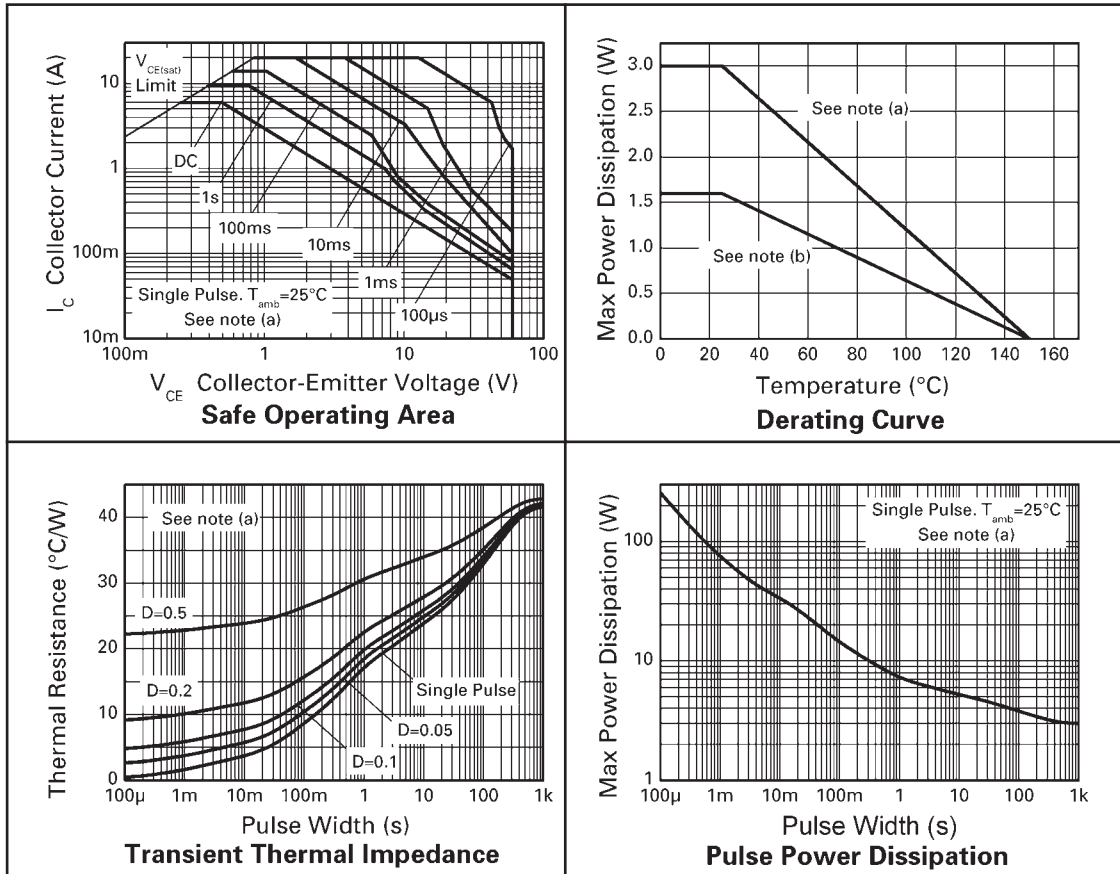 I_C Collector Current (A)
10
1
100m
10m
V_CE(sat)
Limit
DC
1s
100ms
10ms
1ms
100µs
Single Pulse. T_amb=25°C
See note (a)
100m 1 10 100
V_CE Collector-Emitter Voltage (V)
Safe Operating Area
Max Power Dissipation (W)
3.0
2.5
2.0
1.5
1.0
0.5
0.0
See note (a)
See note (b)
0 20 40 60 80 100 120 140 160
Temperature (°C)
Derating Curve
Thermal Resistance (°C/W)
40
30
20
10
0
See note (a)
D=0.5
D=0.2
Single Pulse
D=0.05
D=0.1
100µ 1m 10m 100m 1 10 100 1k
Pulse Width (s)
Transient Thermal Impedance
Max Power Dissipation (W)
100
10
1
Single Pulse. T_amb=25°C
See note (a)
100µ 1m 10m 100m 1 10 100 1k
Pulse Width (s)
Pulse Power Dissipation